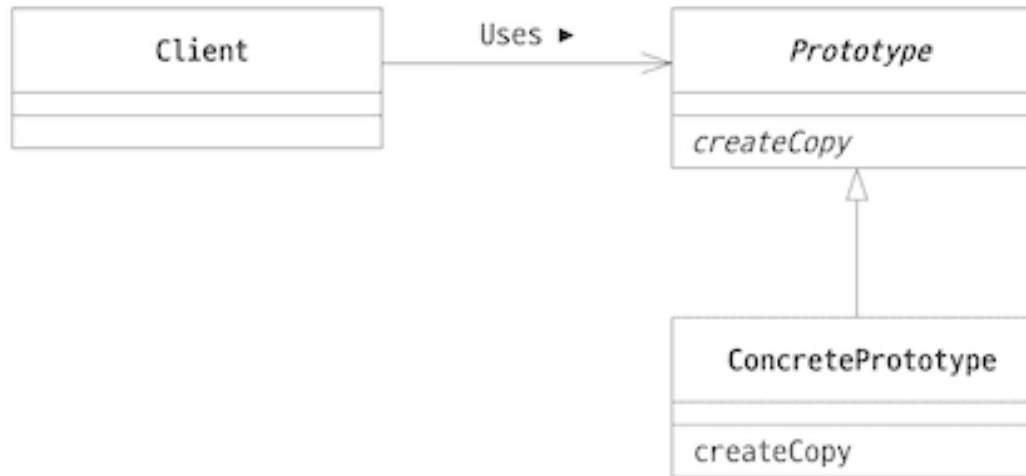 Client
Uses ►
Prototype
createCopy
ConcretePrototype
createCopy